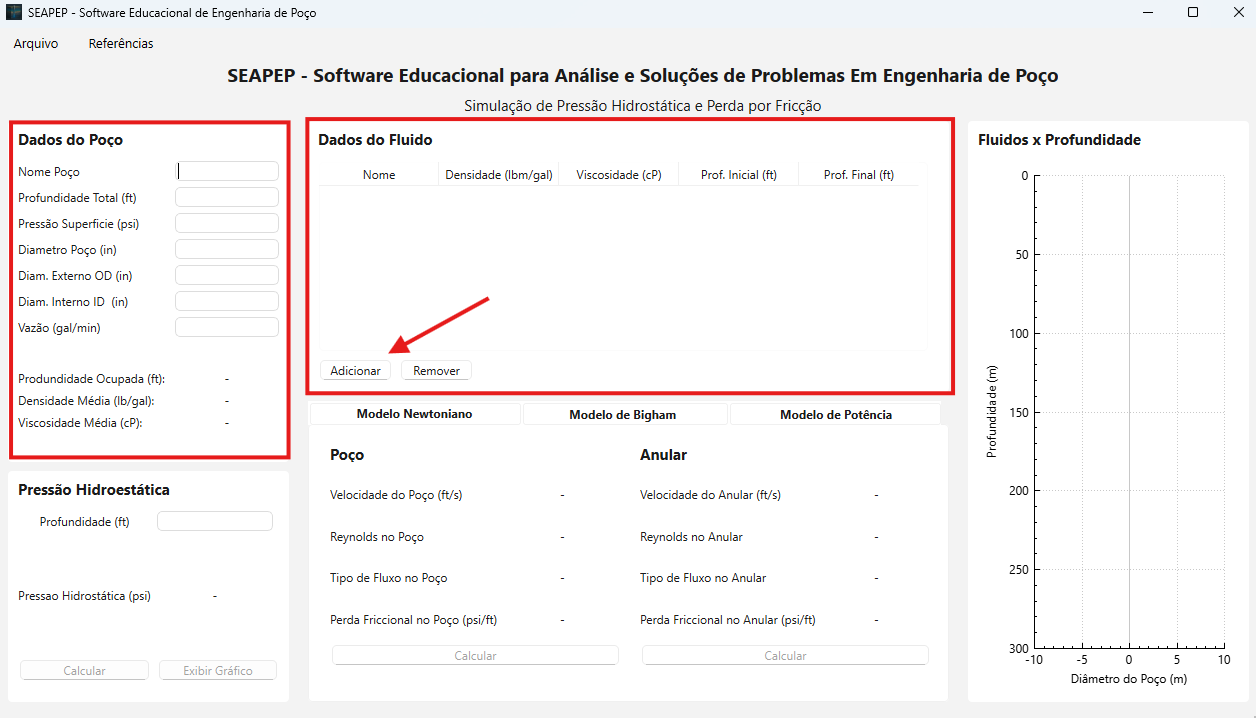 SEAPEP - Software Educacional de Engenharia de Poço
Arquivo Referências
SEAPEP - Software Educacional para Análise e Soluções de Problemas Em Engenharia de Poço
Simulação de Pressão Hidrostática e Perda por Fricção
Dados do Poço
Nome Poço
Profundidade Total (ft)
Pressão Superficie (psi)
Diametro Poço (in)
Diam. Externo OD (in)
Diam. Interno ID (in)
Vazão (gal/min)
Produndidade Ocupada (ft): -
Densidade Média (lb/gal): -
Viscosidade Média (cP): -
Pressão Hidroestática
Profundidade (ft)
Pressao Hidrostática (psi) -
Calcular Exibir Gráfico
Dados do Fluido
Nome Densidade (lbm/gal) Viscosidade (cP) Prof. Inicial (ft) Prof. Final (ft)
Adicionar Remover
Modelo Newtoniano Modelo de Bigham Modelo de Potência
Poço Anular
Velocidade do Poço (ft/s) - Velocidade do Anular (ft/s) -
Reynolds no Poço - Reynolds no Anular -
Tipo de Fluxo no Poço - Tipo de Fluxo no Anular -
Perda Friccional no Poço (psi/ft) - Perda Friccional no Anular (psi/ft) -
Calcular Calcular
Fluidos x Profundidade
0
50
100
150
200
250
300
Profundidade (m)
-10 -5 0 5 10
Diâmetro do Poço (m)